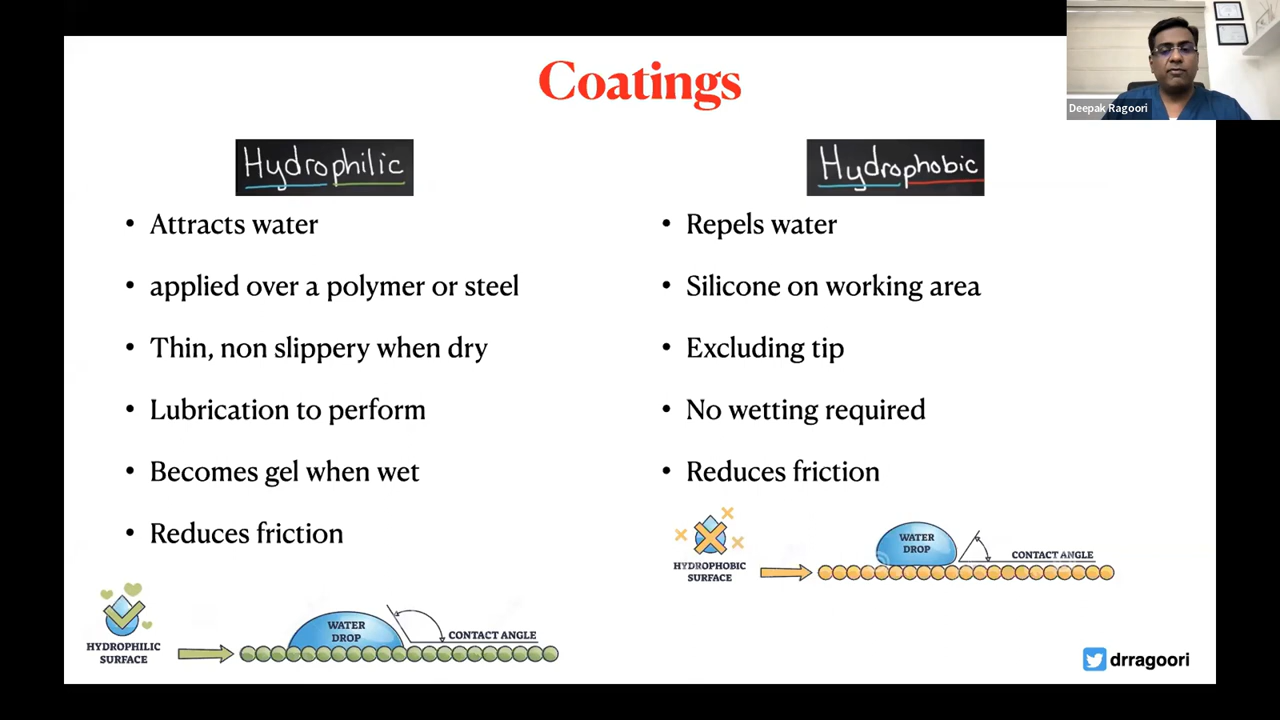 Coatings
Deepak Ragoori
Hydrophilic
Attracts water
applied over a polymer or steel
Thin, non slippery when dry
Lubrication to perform
Becomes gel when wet
Reduces friction
HYDROPHILIC
SURFACE
WATER
DROP
CONTACT ANGLE
Hydrophobic
Repels water
Silicone on working area
Excluding tip
No wetting required
Reduces friction
HYDROPHOBIC
SURFACE
WATER
DROP
CONTACT ANGLE
drragoori